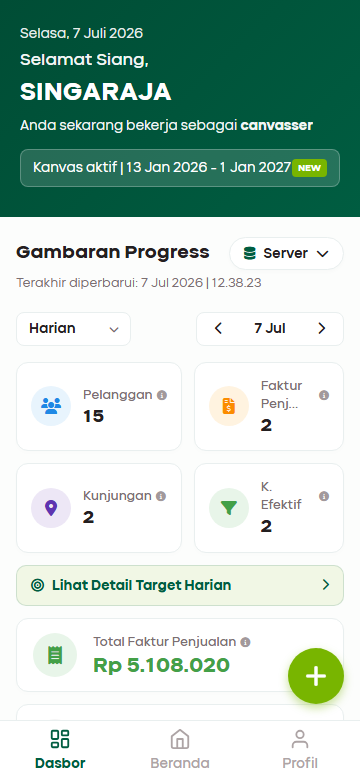 Selasa, 7 Juli 2026
Selamat Siang,
SINGARAJA
Anda sekarang bekerja sebagai canvasser
Kanvas aktif | 13 Jan 2026 - 1 Jan 2027 NEW
Gambaran Progress
Server
Terakhir diperbarui: 7 Jul 2026 | 12.38.23
Harian
7 Jul
Pelanggan
15
Faktur
Penj...
2
Kunjungan
2
K.
Efektif
2
Lihat Detail Target Harian
Total Faktur Penjualan
Rp 5.108.020
Dasbor
Beranda
Profil